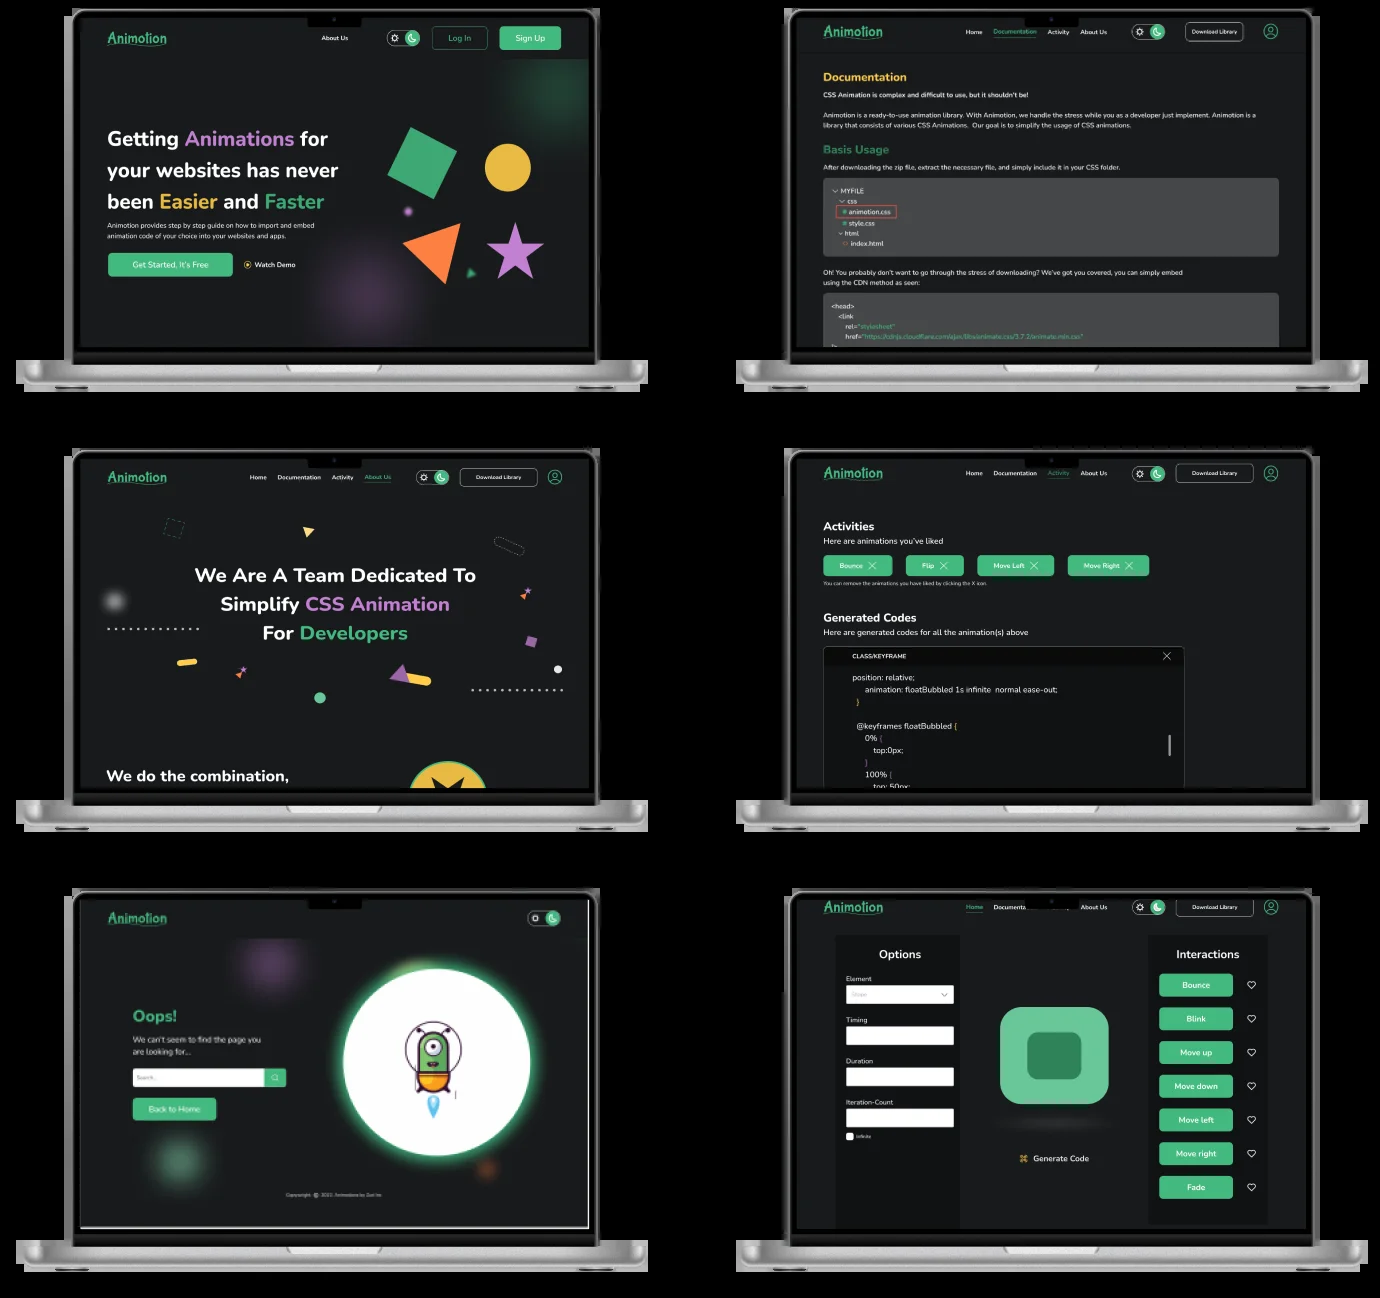 Animotion
About Us
Log In
Sign Up
Getting Animations for
your websites has never
been Easier and Faster
Animotion provides step by step guide on how to import and embed
animation code of your choice into your websites and apps.
Get Started, It's Free
Watch Demo
Animotion
Home
Documentation
Activity
About Us
Download Library
Documentation
CSS Animation is complex and difficult to use, but it shouldn't be!
Animotion is a ready-to-use animation library. With Animotion, we handle the stress while you as a developer just implement. Animotion is a
library that consists of various CSS Animations. Our goal is to simplify the usage of CSS animations.
Basis Usage
After downloading the zip file, extract the necessary file, and simply include it in your CSS folder.
MYFILE
css
animotion.css
style.css
html
index.html
Oh! You probably don't want to go through the stress of downloading? We've got you covered, you can simply embed
using the CDN method as seen:
<head>
<link
rel="stylesheet"
href="https://cdnjs.cloudflare.com/ajax/libs/animate.css/3.7.2/animate.min.css"
Animotion
Home
Documentation
Activity
About Us
Download Library
We Are A Team Dedicated To
Simplify CSS Animation
For Developers
We do the combination,
Animotion
Home
Documentation
Activity
About Us
Download Library
Activities
Here are animations you've liked
Bounce
Flip
Move Left
Move Right
You can remove the animations you have liked by clicking the X icon.
Generated Codes
Here are generated codes for all the animation(s) above
CLASS/KEYFRAME
position: relative;
animation: floatBubbled 1s infinite normal ease-out;
}
@keyframes floatBubbled {
0% {
top:0px;
}
100% {
top: 50px;
Animotion
Oops!
We can't seem to find the page you
are looking for...
Search...
Back to Home
Animotion
Home
About Us
Download Library
Options
Element
Timing
Duration
Iteration-Count
Infinite
Generate Code
Interactions
Bounce
Blink
Move up
Move down
Move left
Move right
Fade